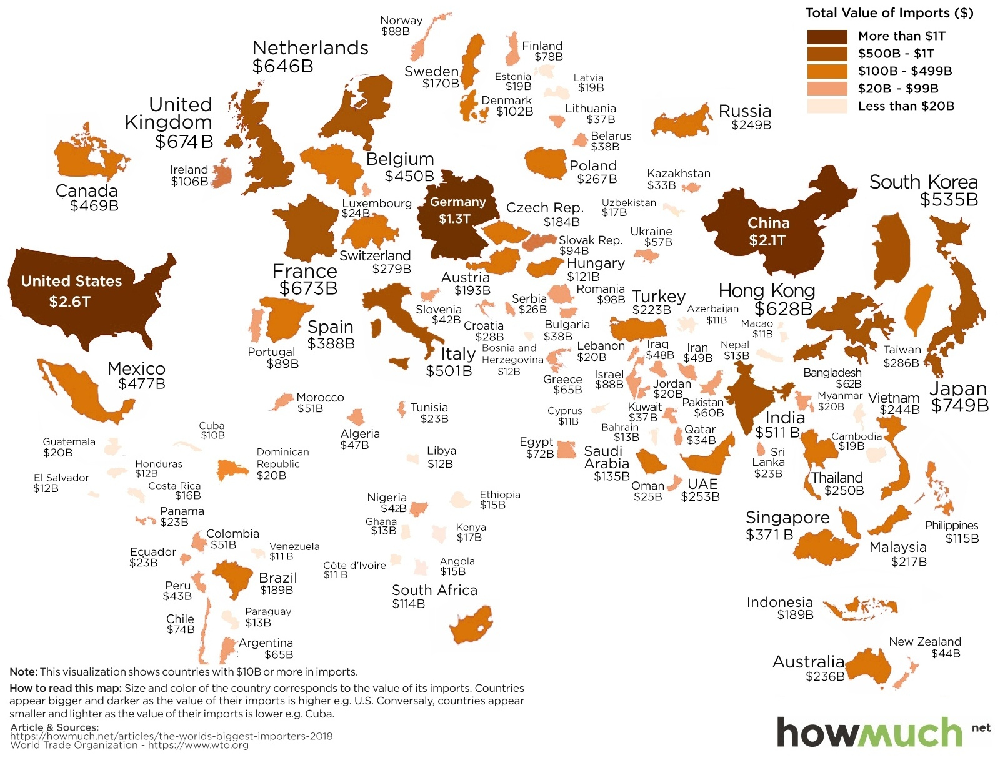 Total Value of Imports ($)
More than $1T
$500B - $1T
$100B - $499B
$20B - $99B
Less than $20B
Norway
$88B
Netherlands
$646B
Sweden
$170B
Finland
$78B
Estonia
$19B
Latvia
$19B
Denmark
$102B
Lithuania
$37B
Belarus
$38B
Russia
$249B
United
Kingdom
$674B
Ireland
$106B
Canada
$469B
Belgium
$450B
Luxembourg
$24B
Germany
$1.3T
Poland
$267B
Czech Rep.
$184B
Slovak Rep.
$94B
Kazakhstan
$33B
Uzbekistan
$17B
Ukraine
$57B
China
$2.1T
South Korea
$535B
United States
$2.6T
France
$673B
Switzerland
$279B
Austria
$193B
Hungary
$121B
Romania
$98B
Serbia
$26B
Slovenia
$42B
Croatia
$28B
Bulgaria
$38B
Bosnia and
Herzegovina
$12B
Turkey
$223B
Azerbaijan
$11B
Hong Kong
$628B
Macao
$11B
Nepal
$13B
Taiwan
$286B
Japan
$749B
Spain
$388B
Portugal
$89B
Italy
$501B
Mexico
$477B
Greece
$65B
Lebanon
$20B
Iraq
$48B
Iran
$49B
Israel
$88B
Jordan
$20B
Pakistan
$60B
Kuwait
$37B
Bahrain
$13B
Qatar
$34B
India
$511 B
Bangladesh
$62B
Myanmar
$20B
Vietnam
$244B
Cambodia
$19B
Sri
Lanka
$23B
Thailand
$250B
Cyprus
$11B
Egypt
$72B
Saudi
Arabia
$135B
Oman
$25B
UAE
$253B
Morocco
$51B
Algeria
$47B
Tunisia
$23B
Libya
$12B
Guatemala
$20B
Cuba
$10B
Honduras
$12B
El Salvador
$12B
Costa Rica
$16B
Dominican
Republic
$20B
Panama
$23B
Colombia
$51B
Venezuela
$11 B
Ecuador
$23B
Brazil
$189B
Peru
$43B
Paraguay
$13B
Chile
$74B
Argentina
$65B
Nigeria
$42B
Ethiopia
$15B
Ghana
$13B
Kenya
$17B
Côte d'Ivoire
$11 B
Angola
$15B
South Africa
$114B
Singapore
$371 B
Malaysia
$217B
Philippines
$115B
Indonesia
$189B
Australia
$236B
New Zealand
$44B
Note: This visualization shows countries with $10B or more in imports.
How to read this map: Size and color of the country corresponds to the value of its imports. Countries
appear bigger and darker as the value of their imports is higher e.g. U.S. Conversaly, countries appear
smaller and lighter as the value of their imports is lower e.g. Cuba.
Article & Sources:
https://howmuch.net/articles/the-worlds-biggest-importers-2018
World Trade Organization - https://www.wto.org
howmuch net